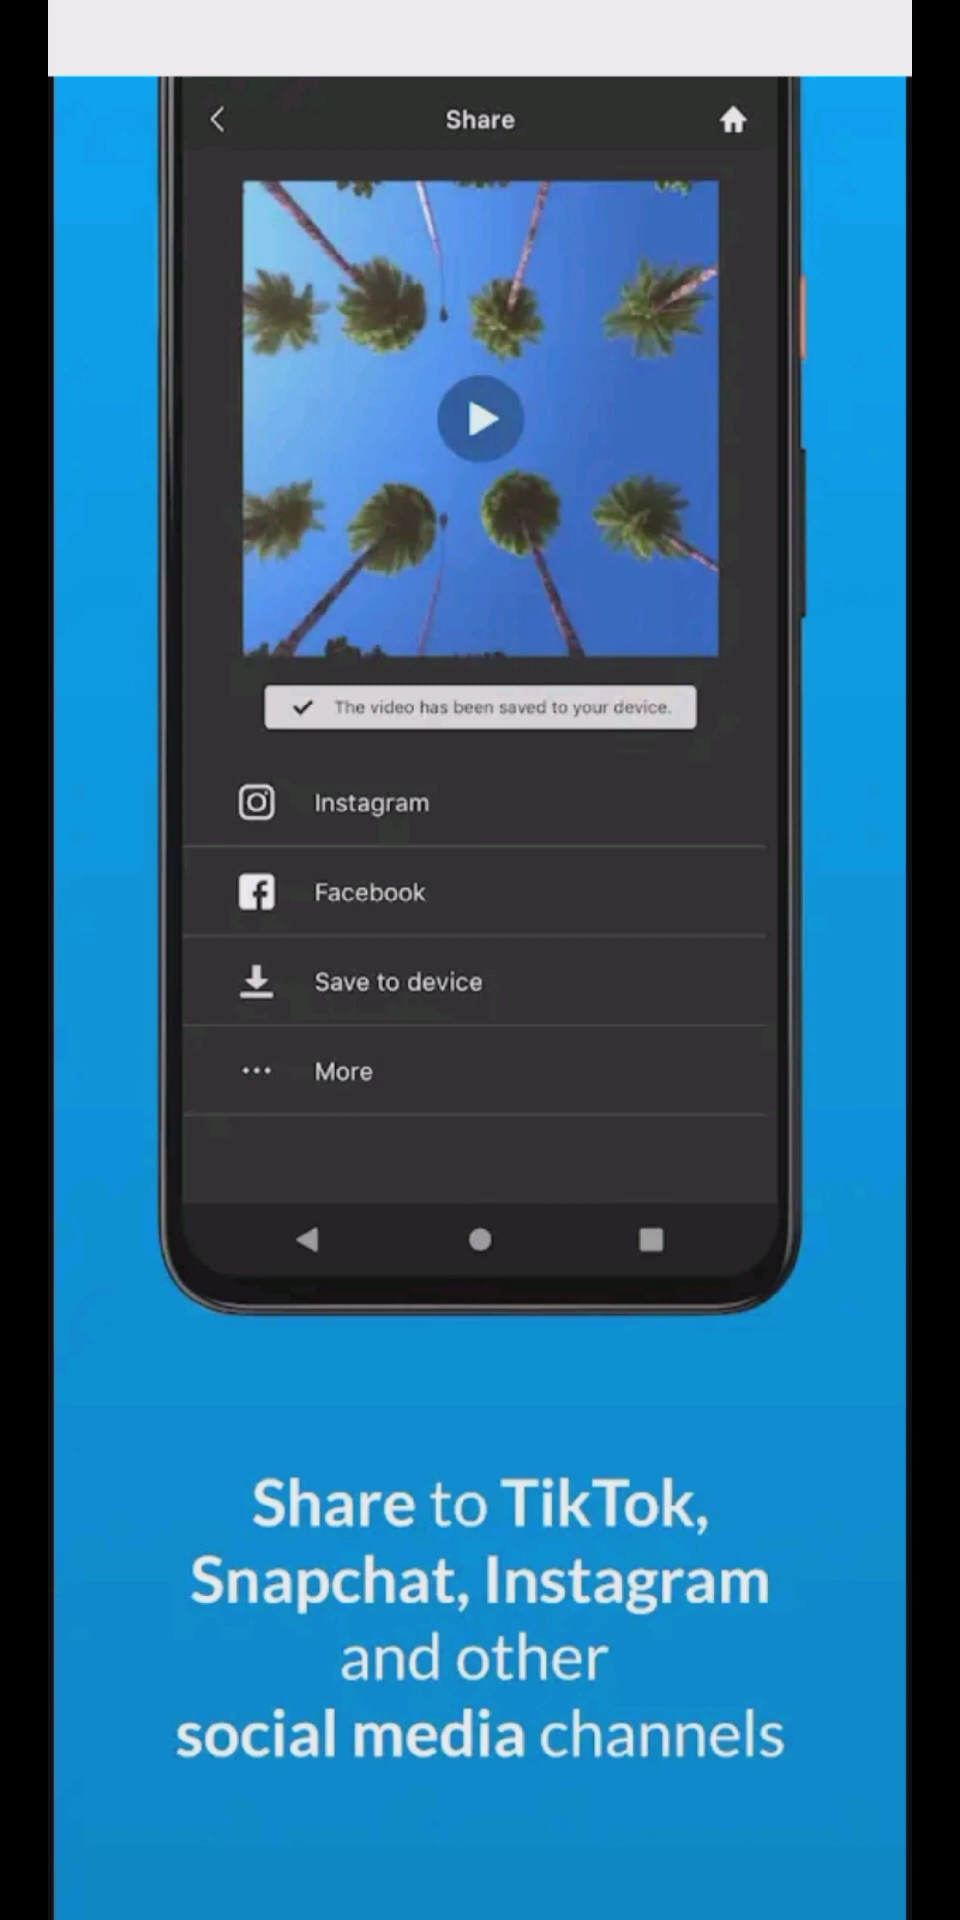 Share
The video has been saved to your device.
Instagram
Facebook
Save to device
More
Share to TikTok,
Snapchat, Instagram
and other
social media channels